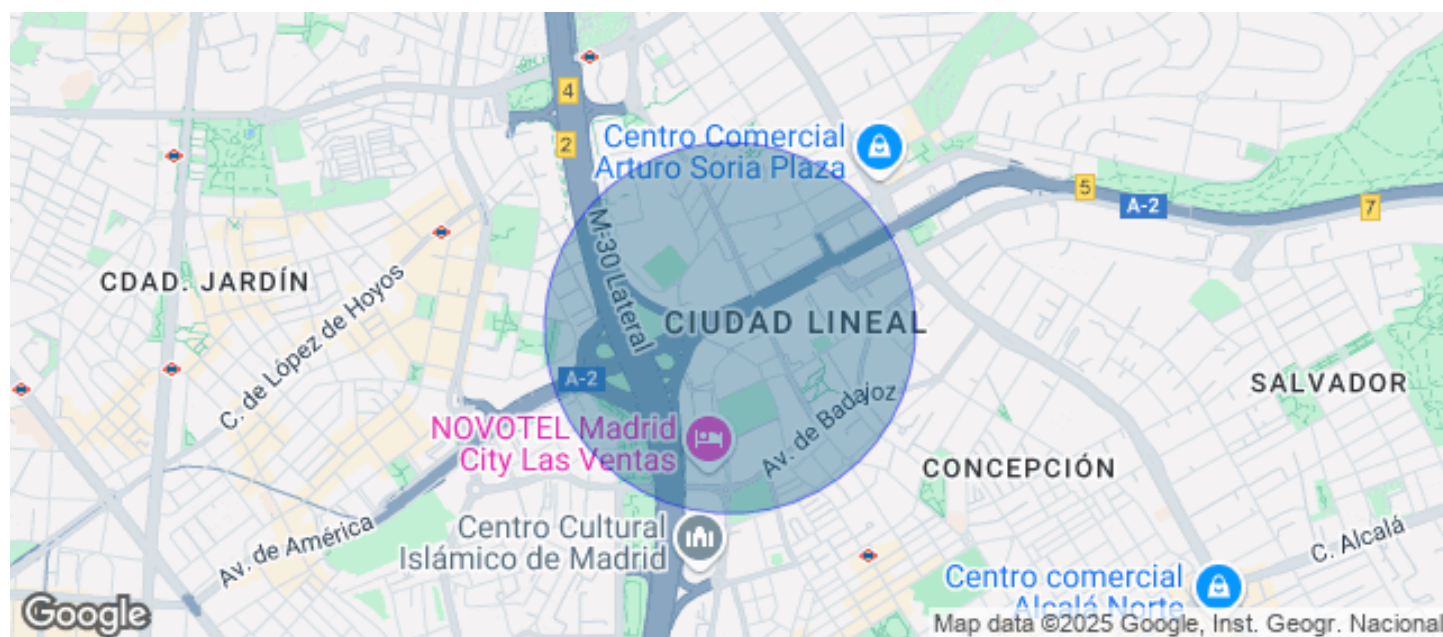 4
2
Centro Comercial
Arturo Soria Plaza
5
A-2
7
M-30 Lateral
CDAD. JARDÍN
C. de López de Hoyos
CIUDAD LINEAL
A-2
SALVADOR
NOVOTEL Madrid
City Las Ventas
Av. de Badajoz
CONCEPCIÓN
Av. de América
Centro Cultural
Islámico de Madrid
C. Alcalá
Centro comercial
Alcalá Norte
Google
Map data ©2025 Google, Inst. Geogr. Nacional